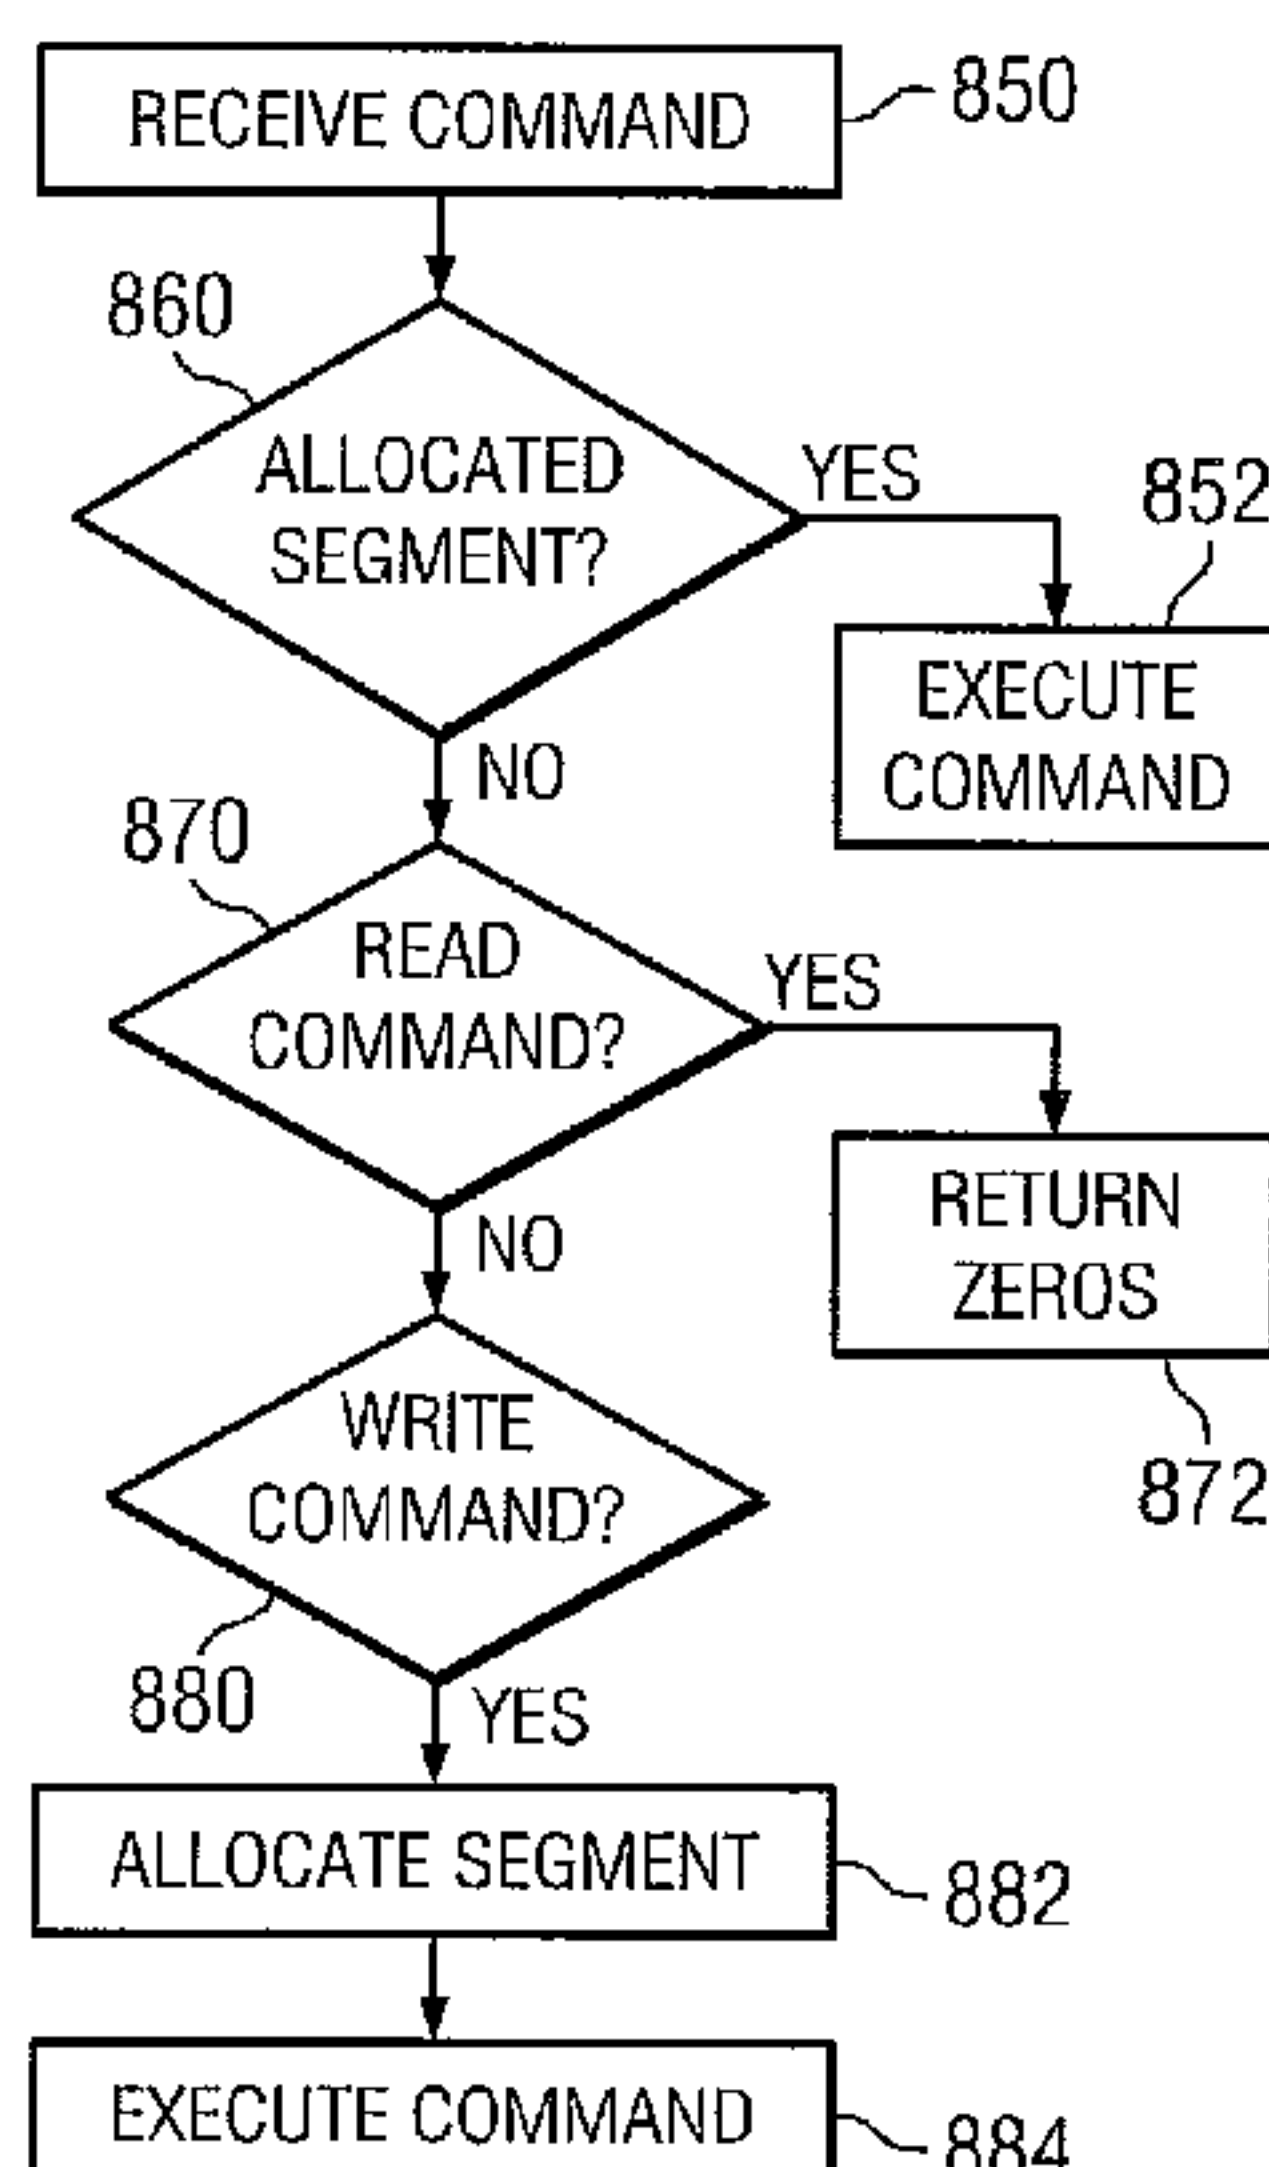 RECEIVE COMMAND
850
860
ALLOCATED
SEGMENT?
YES
852
EXECUTE
COMMAND
NO
870
READ
COMMAND?
YES
RETURN
ZEROS
872
NO
WRITE
COMMAND?
880
YES
ALLOCATE SEGMENT
882
EXECUTE COMMAND
884